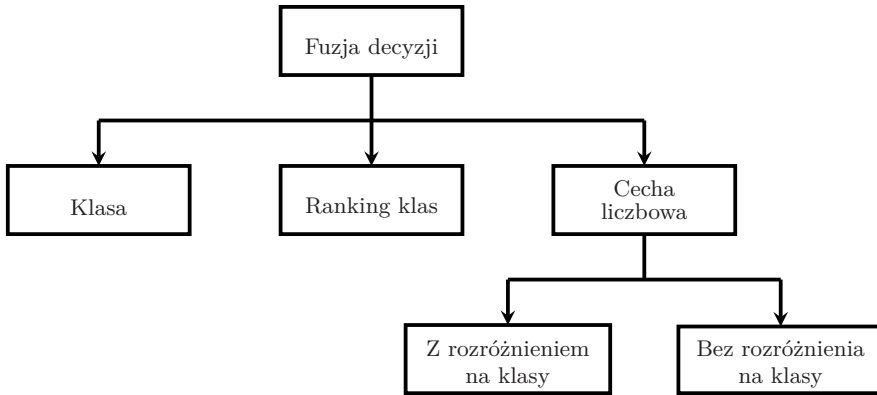 Fuzja decyzji
Klasa
Ranking klas
Cecha
liczbowa
Z rozróżnieniem
na klasy
Bez rozróżnienia
na klasy